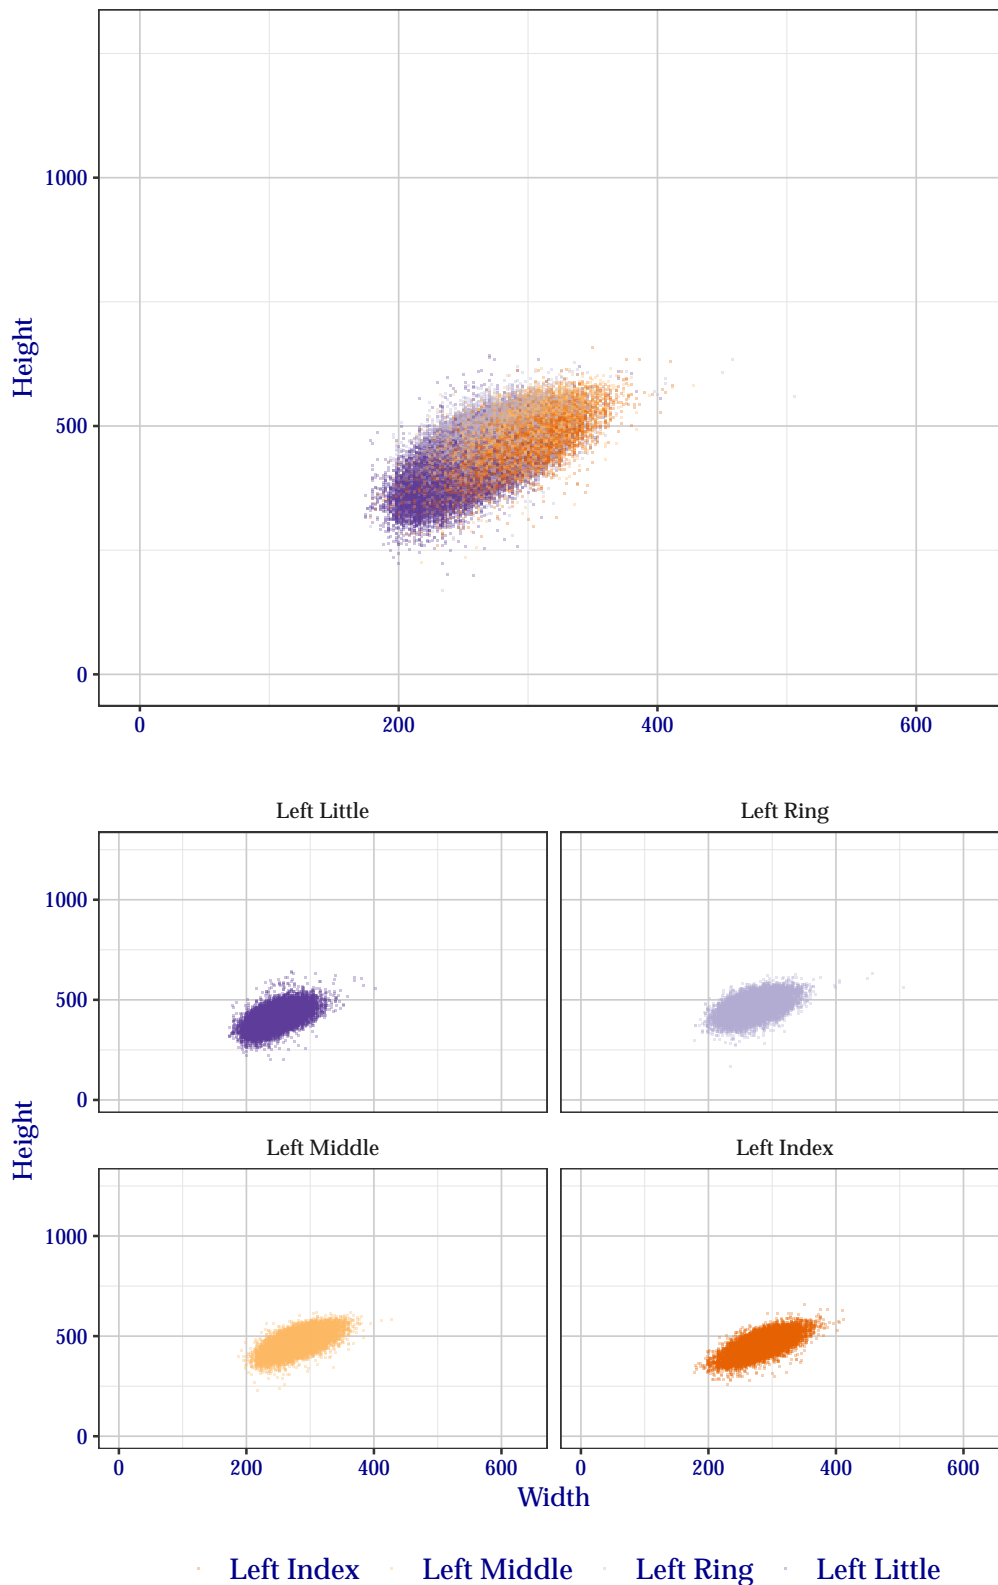 Height
1000
500
0
0 200 400 600
Left Little Left Ring
1000
500
0
Height
Left Middle Left Index
1000
500
0
0 200 400 600 0 200 400 600
Width
Left Index Left Middle Left Ring Left Little